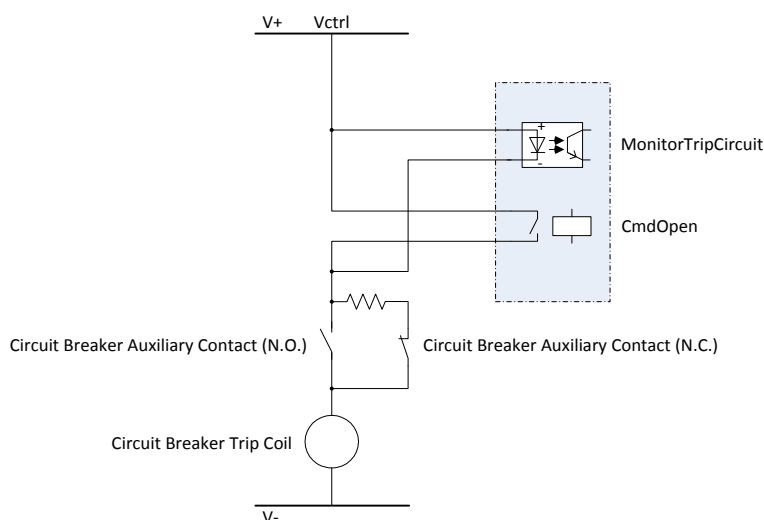 V+ Vctrl
+
MonitorTripCircuit
-
CmdOpen
Circuit Breaker Auxiliary Contact (N.O.)
Circuit Breaker Auxiliary Contact (N.C.)
Circuit Breaker Trip Coil
V-